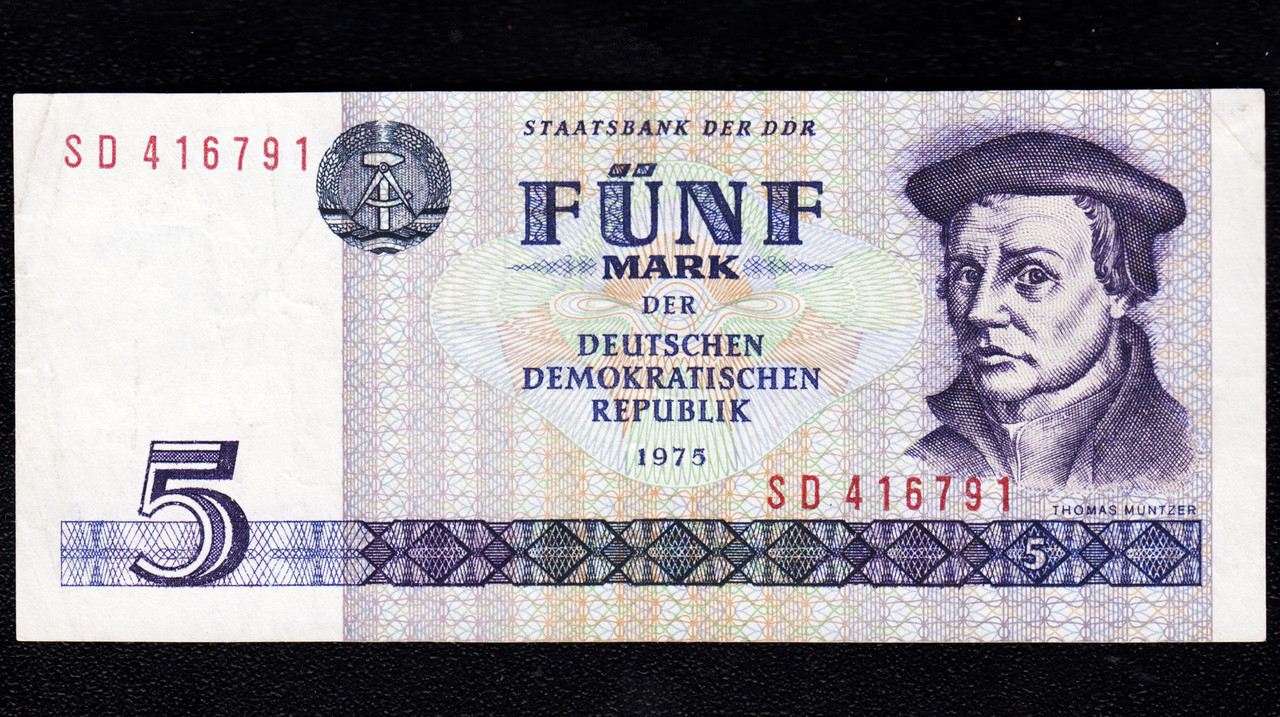 SD 416791
STAATSBANK DER DDR
FÜNF
MARK
DER
DEUTSCHEN
DEMOKRATISCHEN
REPUBLIK
1975
SD 416791
THOMAS MÜNTZER
5
5